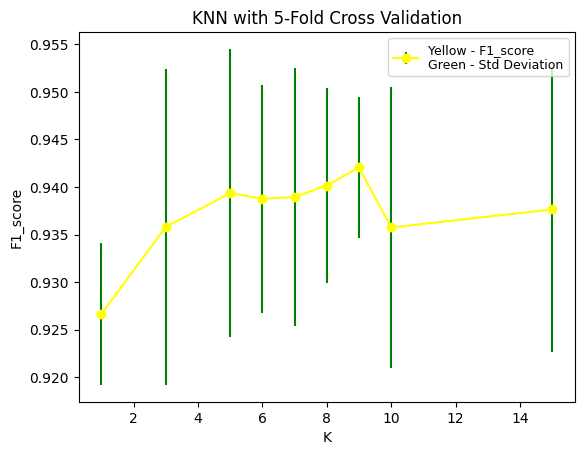 KNN with 5-Fold Cross Validation
Yellow - F1_score
Green - Std Deviation
F1_score
0.955
0.950
0.945
0.940
0.935
0.930
0.925
0.920
2 4 6 8 10 12 14
K